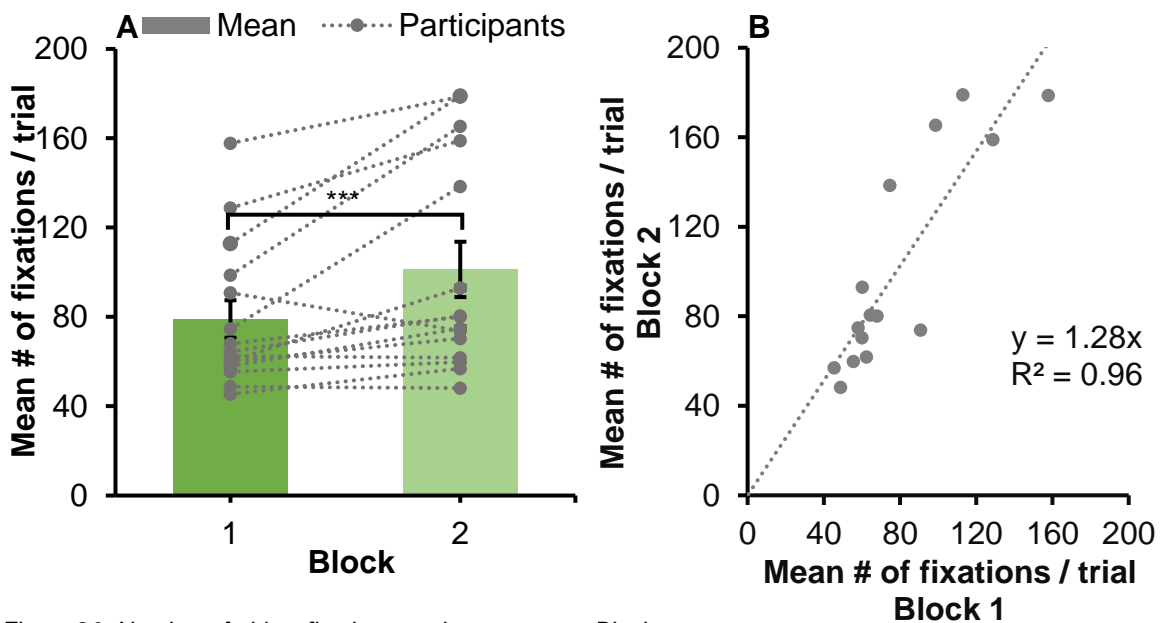 A
Mean
Participants
Mean # of fixations / trial
200
160
120
80
40
0
***
1
2
Block
B
Mean # of fixations / trial
Block 2
200
160
120
80
40
0
y = 1.28x
R² = 0.96
0 40 80 120 160 200
Mean # of fixations / trial
Block 1